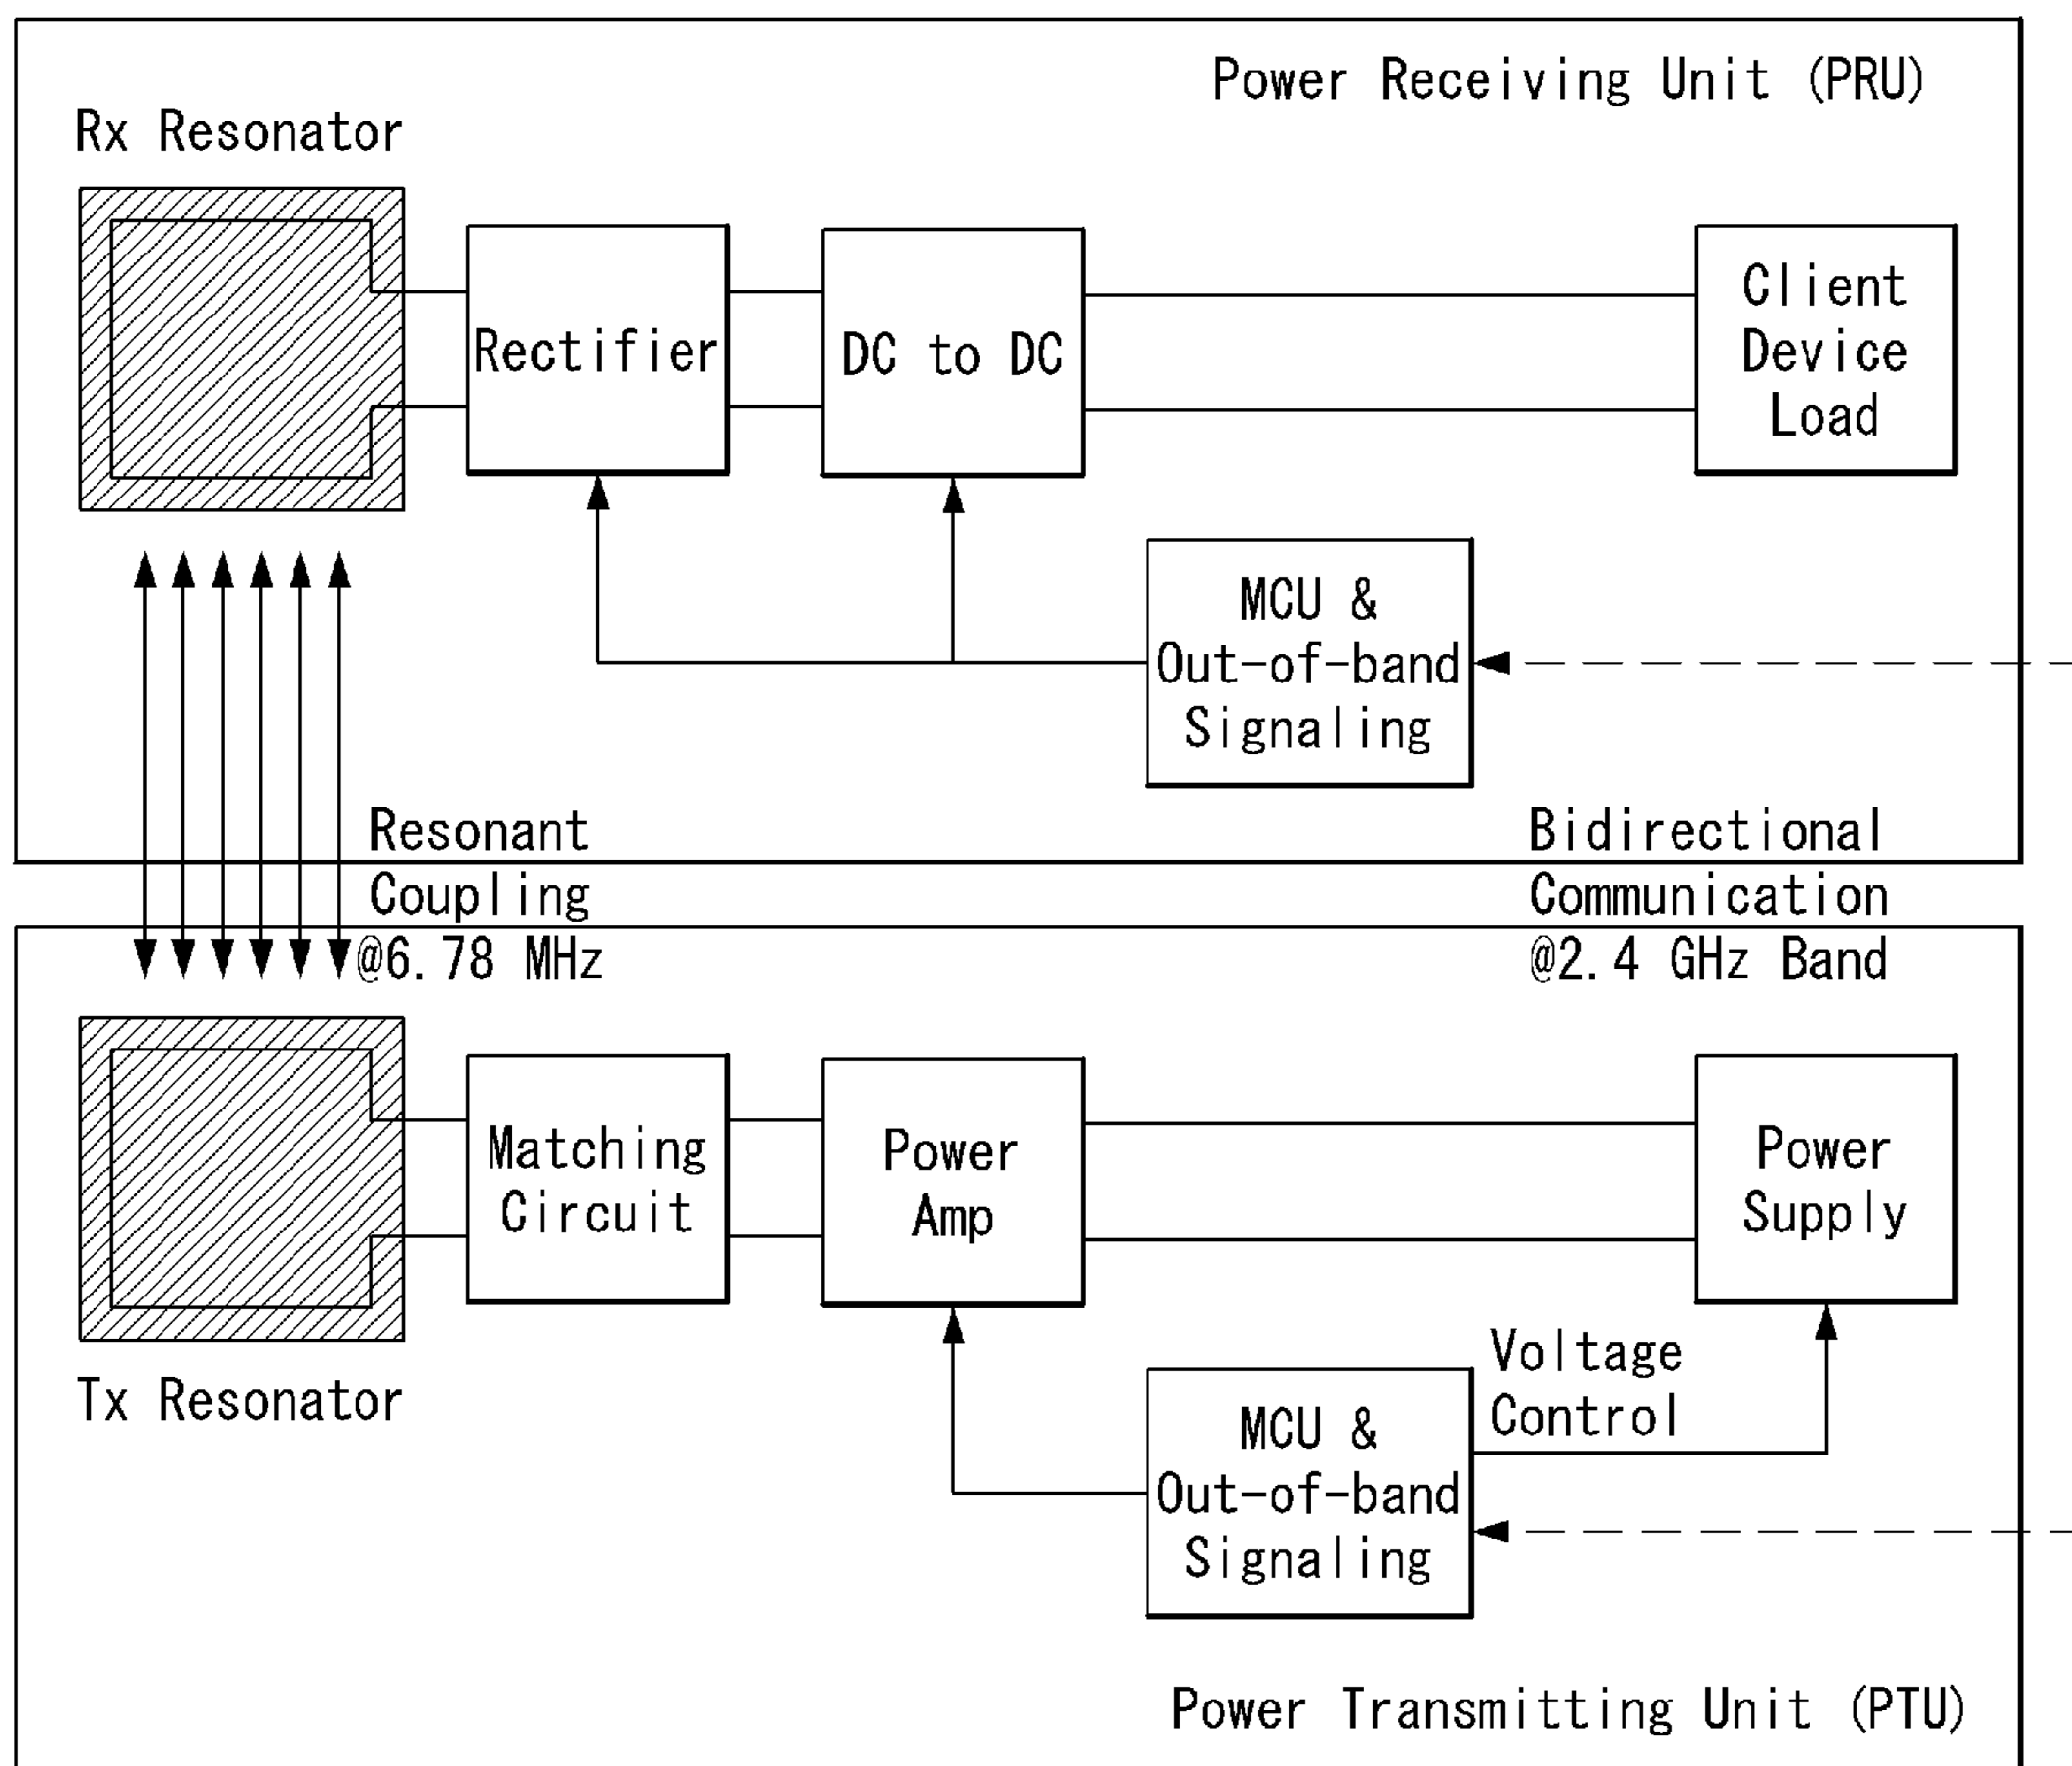 Power Receiving Unit (PRU)
Rx Resonator
Rectifier
DC to DC
Client
Device
Load
MCU &
Out-of-band
Signaling
Resonant
Coupling
@6.78 MHz
Bidirectional
Communication
@2.4 GHz Band
Matching
Circuit
Power
Amp
Power
Supply
Tx Resonator
Voltage
Control
MCU &
Out-of-band
Signaling
Power Transmitting Unit (PTU)